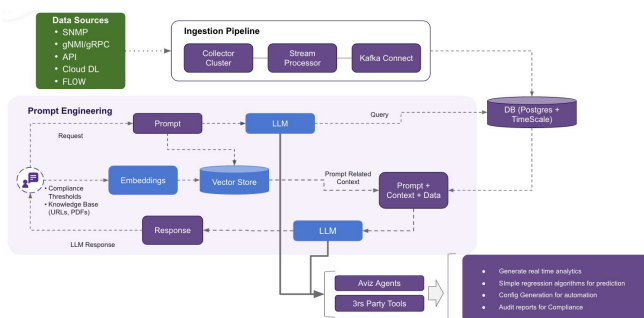 Data Sources
• SNMP
• gNMI/gRPC
• API
• Cloud DL
• FLOW
Ingestion Pipeline
Collector
Cluster
Stream
Processor
Kafka Connect
DB (Postgres +
TimeScale)
Prompt Engineering
Request
Prompt
LLM
Query
• Compliance
Thresholds
• Knowledge Base
(URLs, PDFs)
Embeddings
Vector Store
Prompt Related
Context
Prompt +
Context + Data
Response
LLM
LLM Response
Aviz Agents
3rs Party Tools
• Generate real time analytics
• SImple regression algorithms for prediction
• Config Generation for automation
• Audit reports for Compliance